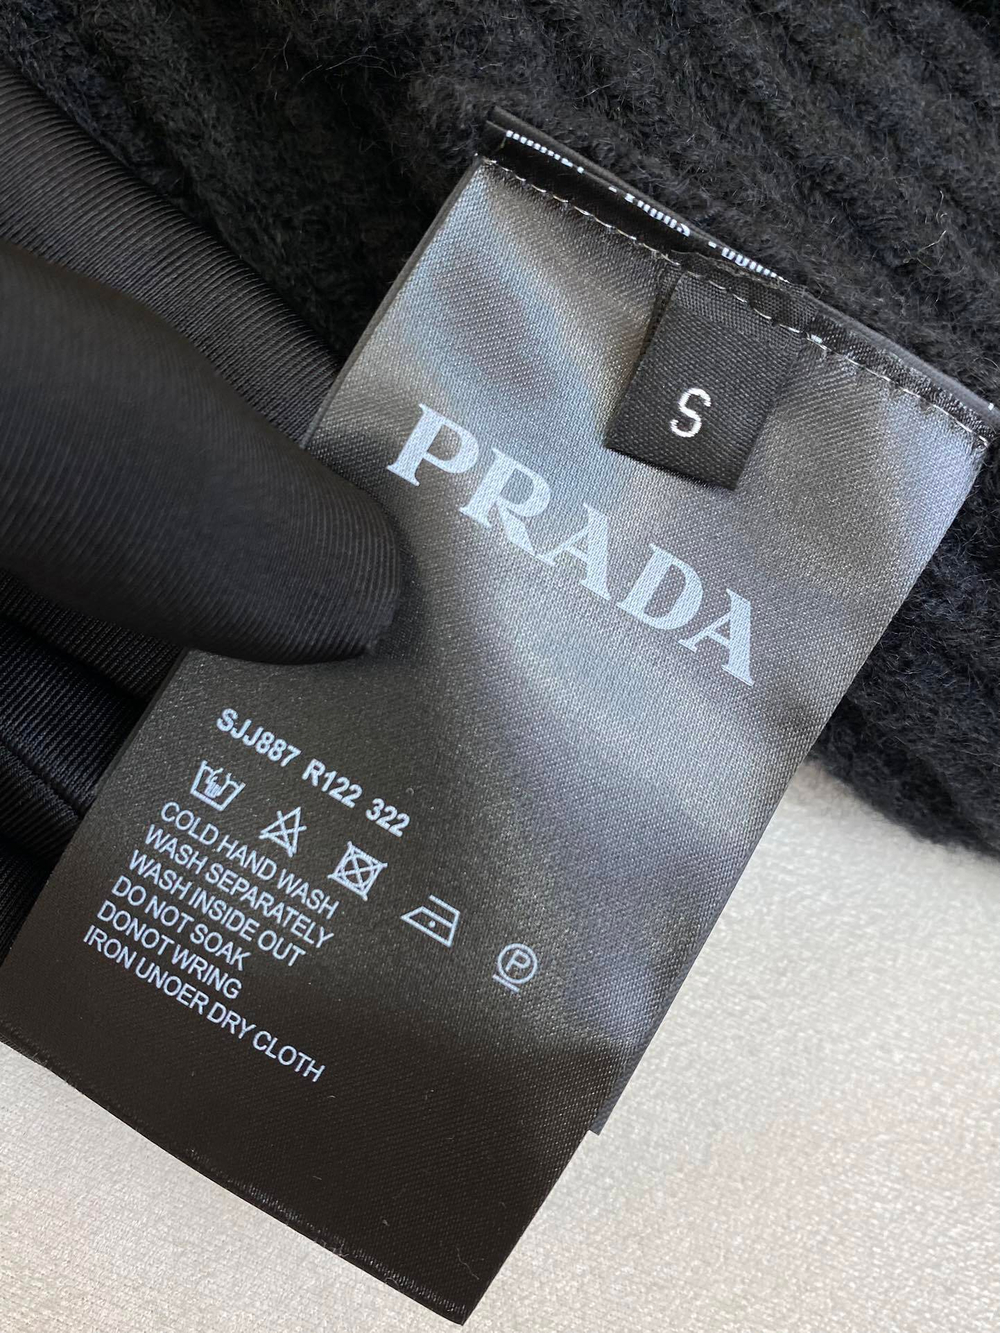 S
PRADA
SJJ887 R122 322
P
COLD HAND WASH
WASH SEPARATELY
WASH INSIDE OUT
DO NOT SOAK
DONOT WRING
IRON UNOER DRY CLOTH